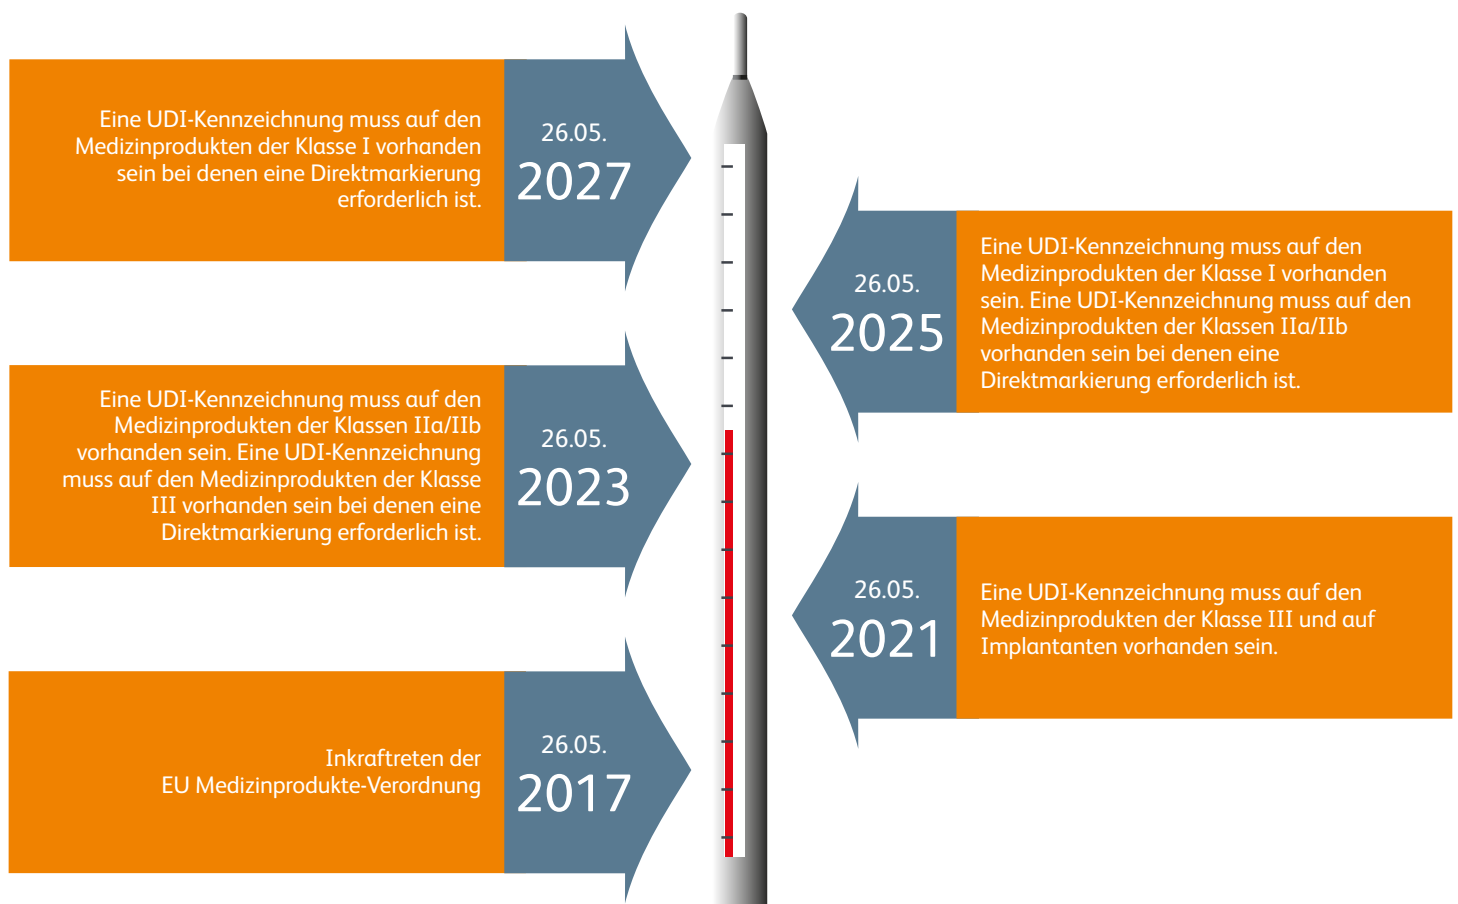 Eine UDI-Kennzeichnung muss auf den
Medizinprodukten der Klasse I vorhanden
sein bei denen eine Direktmarkierung
erforderlich ist.
26.05.
2027
26.05.
2025
Eine UDI-Kennzeichnung muss auf den
Medizinprodukten der Klasse I vorhanden
sein. Eine UDI-Kennzeichnung muss auf den
Medizinprodukten der Klassen IIa/IIb
vorhanden sein bei denen eine
Direktmarkierung erforderlich ist.
Eine UDI-Kennzeichnung muss auf den
Medizinprodukten der Klassen IIa/IIb
vorhanden sein. Eine UDI-Kennzeichnung
muss auf den Medizinprodukten der Klasse
III vorhanden sein bei denen eine
Direktmarkierung erforderlich ist.
26.05.
2023
26.05.
2021
Eine UDI-Kennzeichnung muss auf den
Medizinprodukten der Klasse III und auf
Implantanten vorhanden sein.
Inkraftreten der
EU Medizinprodukte-Verordnung
26.05.
2017